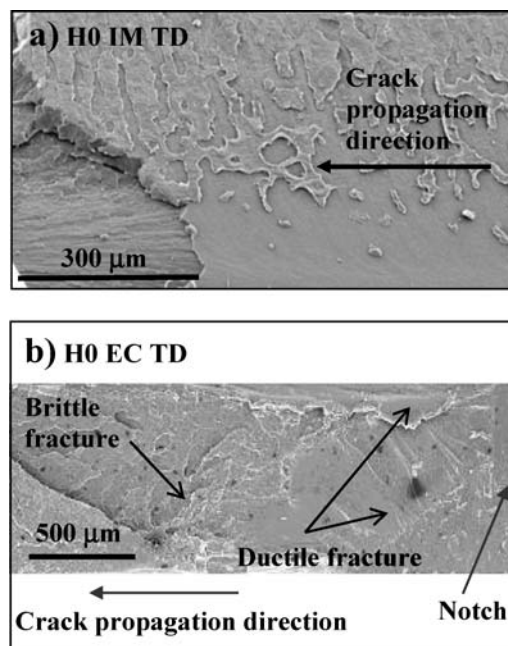 a) H0 IM TD
Crack
propagation
direction
300 μm
b) H0 EC TD
Brittle
fracture
500 μm
Ductile fracture
Notch
Crack propagation direction